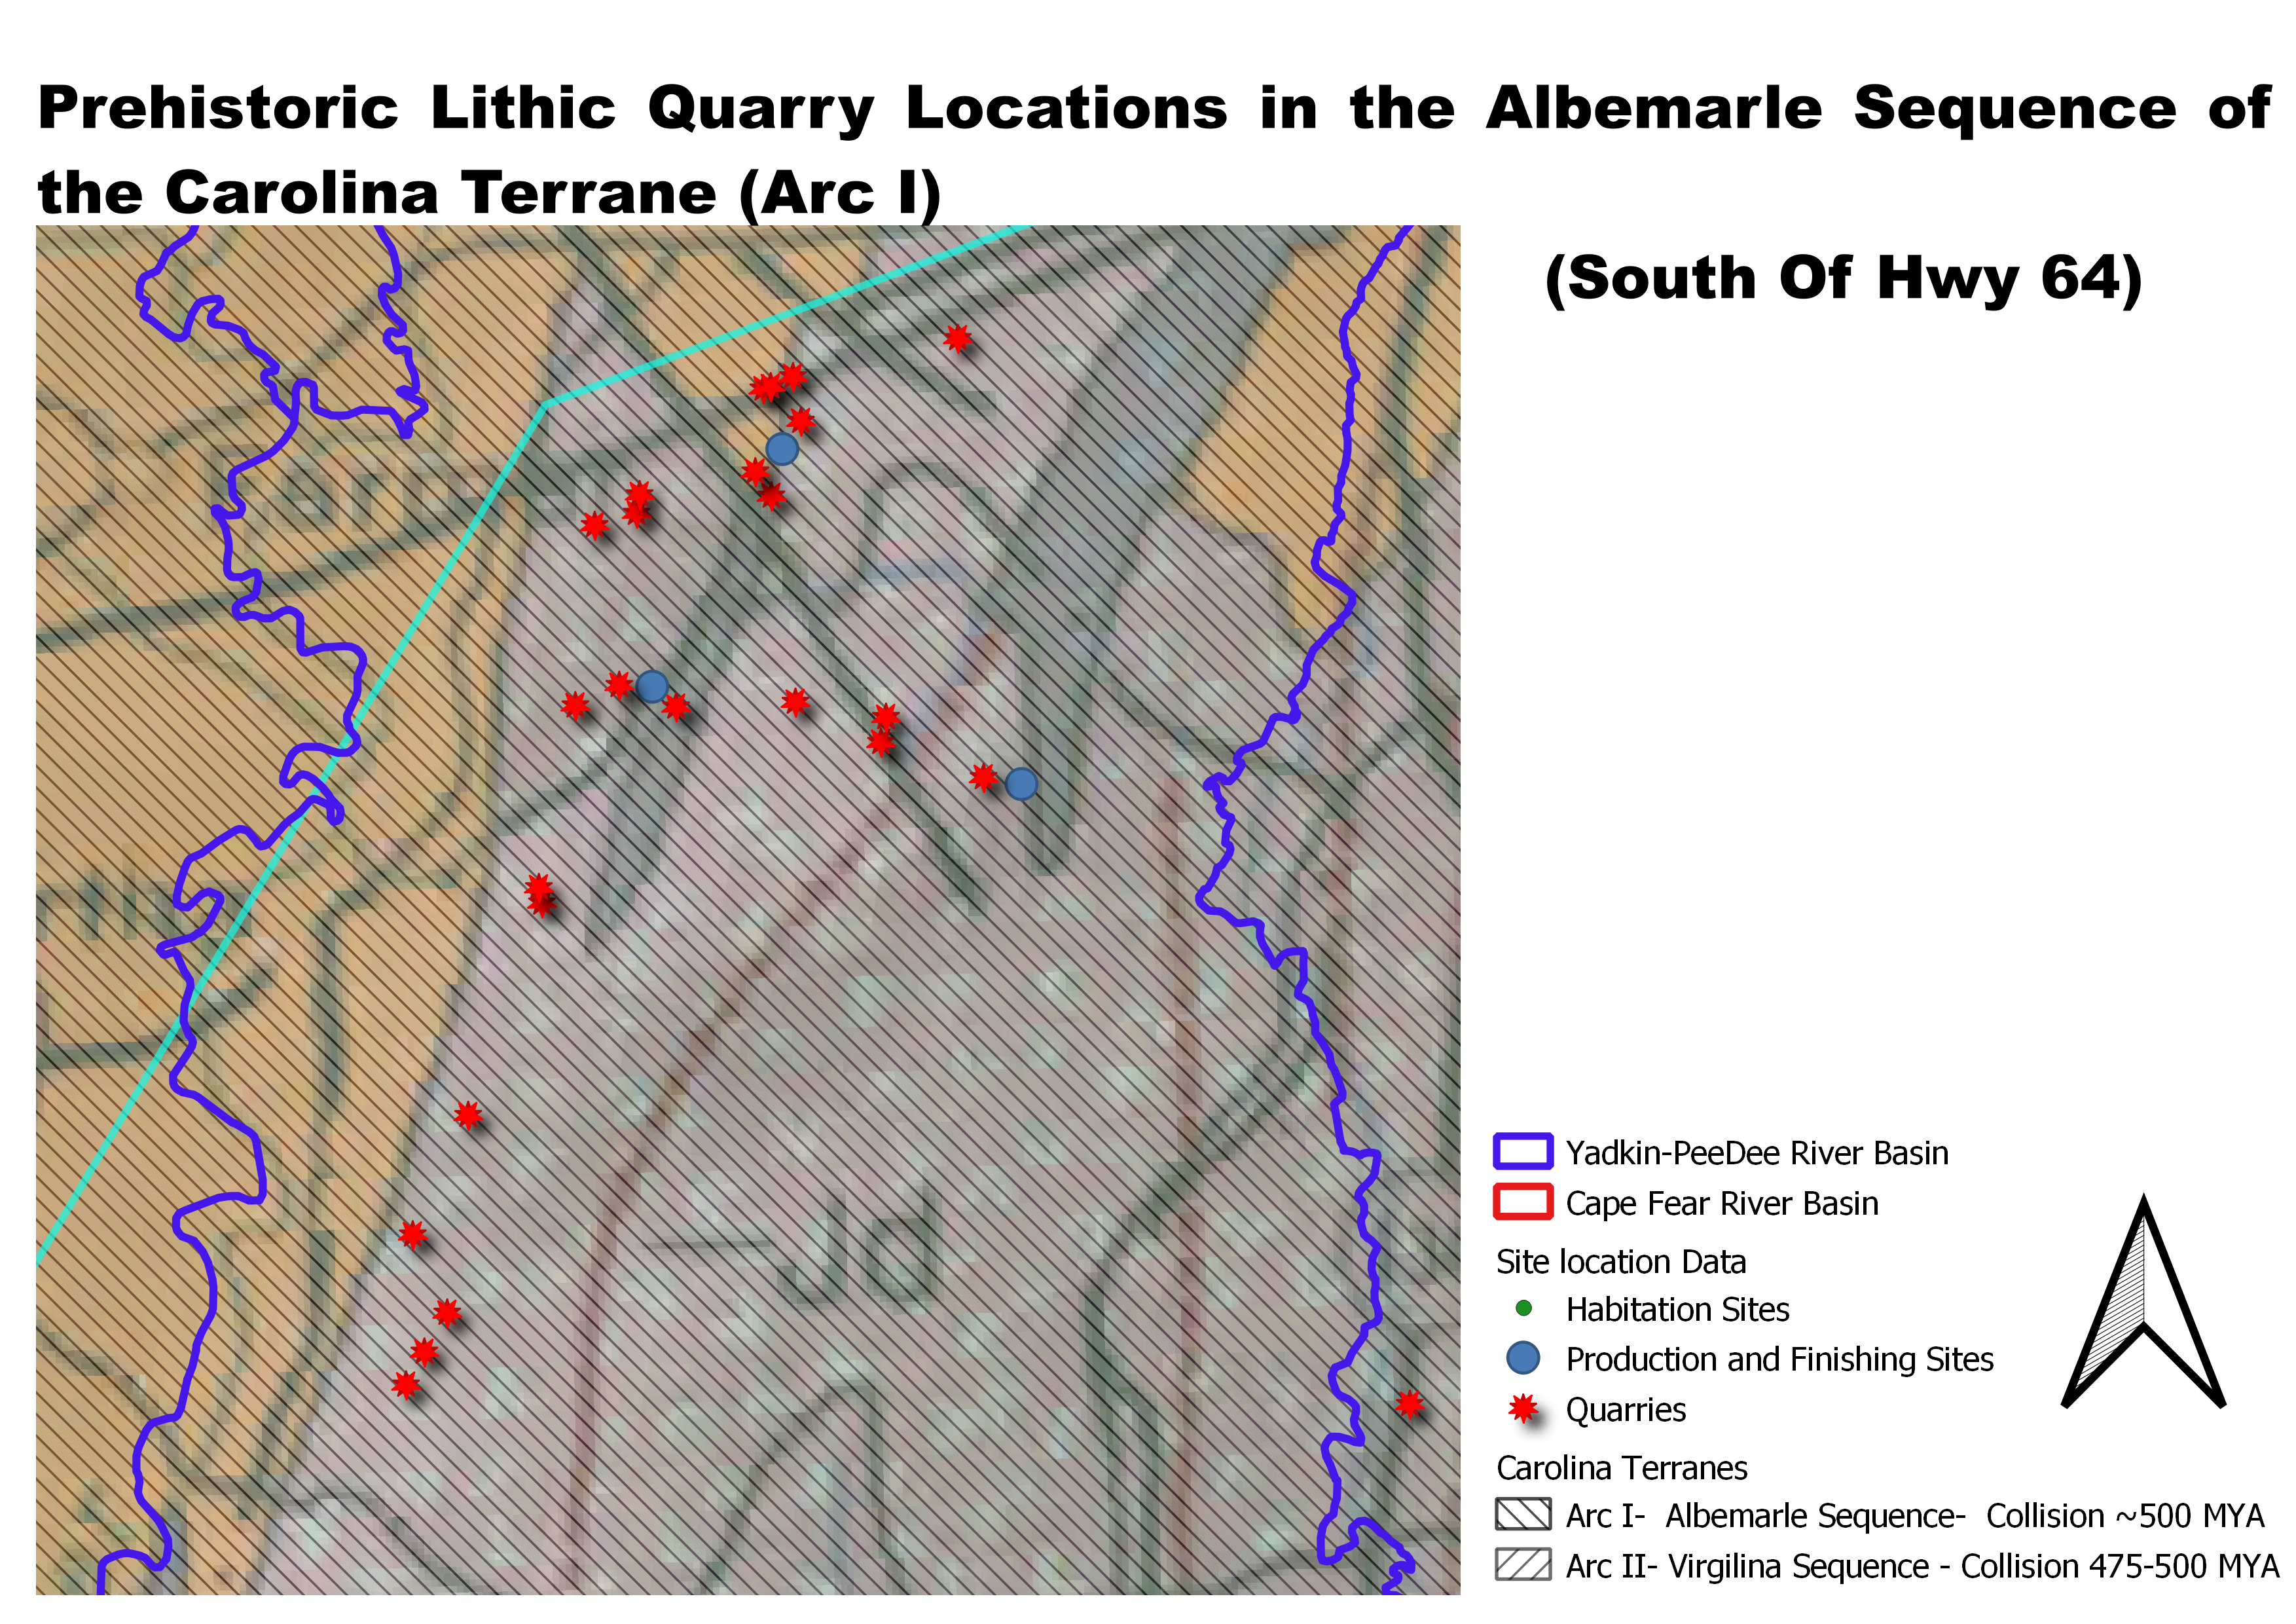 Prehistoric Lithic Quarry Locations in the Albemarle Sequence of
the Carolina Terrane (Arc I)
(South Of Hwy 64)
Jd
Yadkin-PeeDee River Basin
Cape Fear River Basin
Site location Data
Habitation Sites
Production and Finishing Sites
Quarries
Carolina Terranes
Arc I- Albemarle Sequence- Collision ~500 MYA
Arc II- Virgilina Sequence - Collision 475-500 MYA